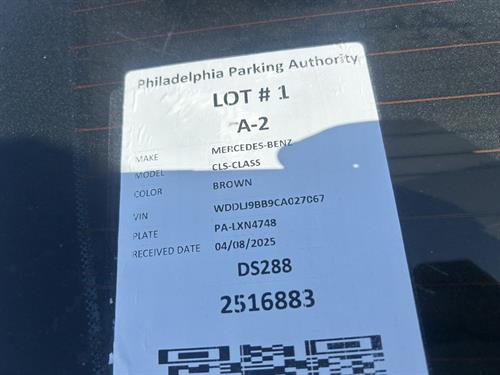 Philadelphia Parking Authority
LOT # 1
A-2
MAKE MERCEDES-BENZ
MODEL CLS-CLASS
COLOR BROWN
VIN WDDLJ9BB9CA027067
PLATE PA-LXN4748
RECEIVED DATE 04/08/2025
DS288
2516883